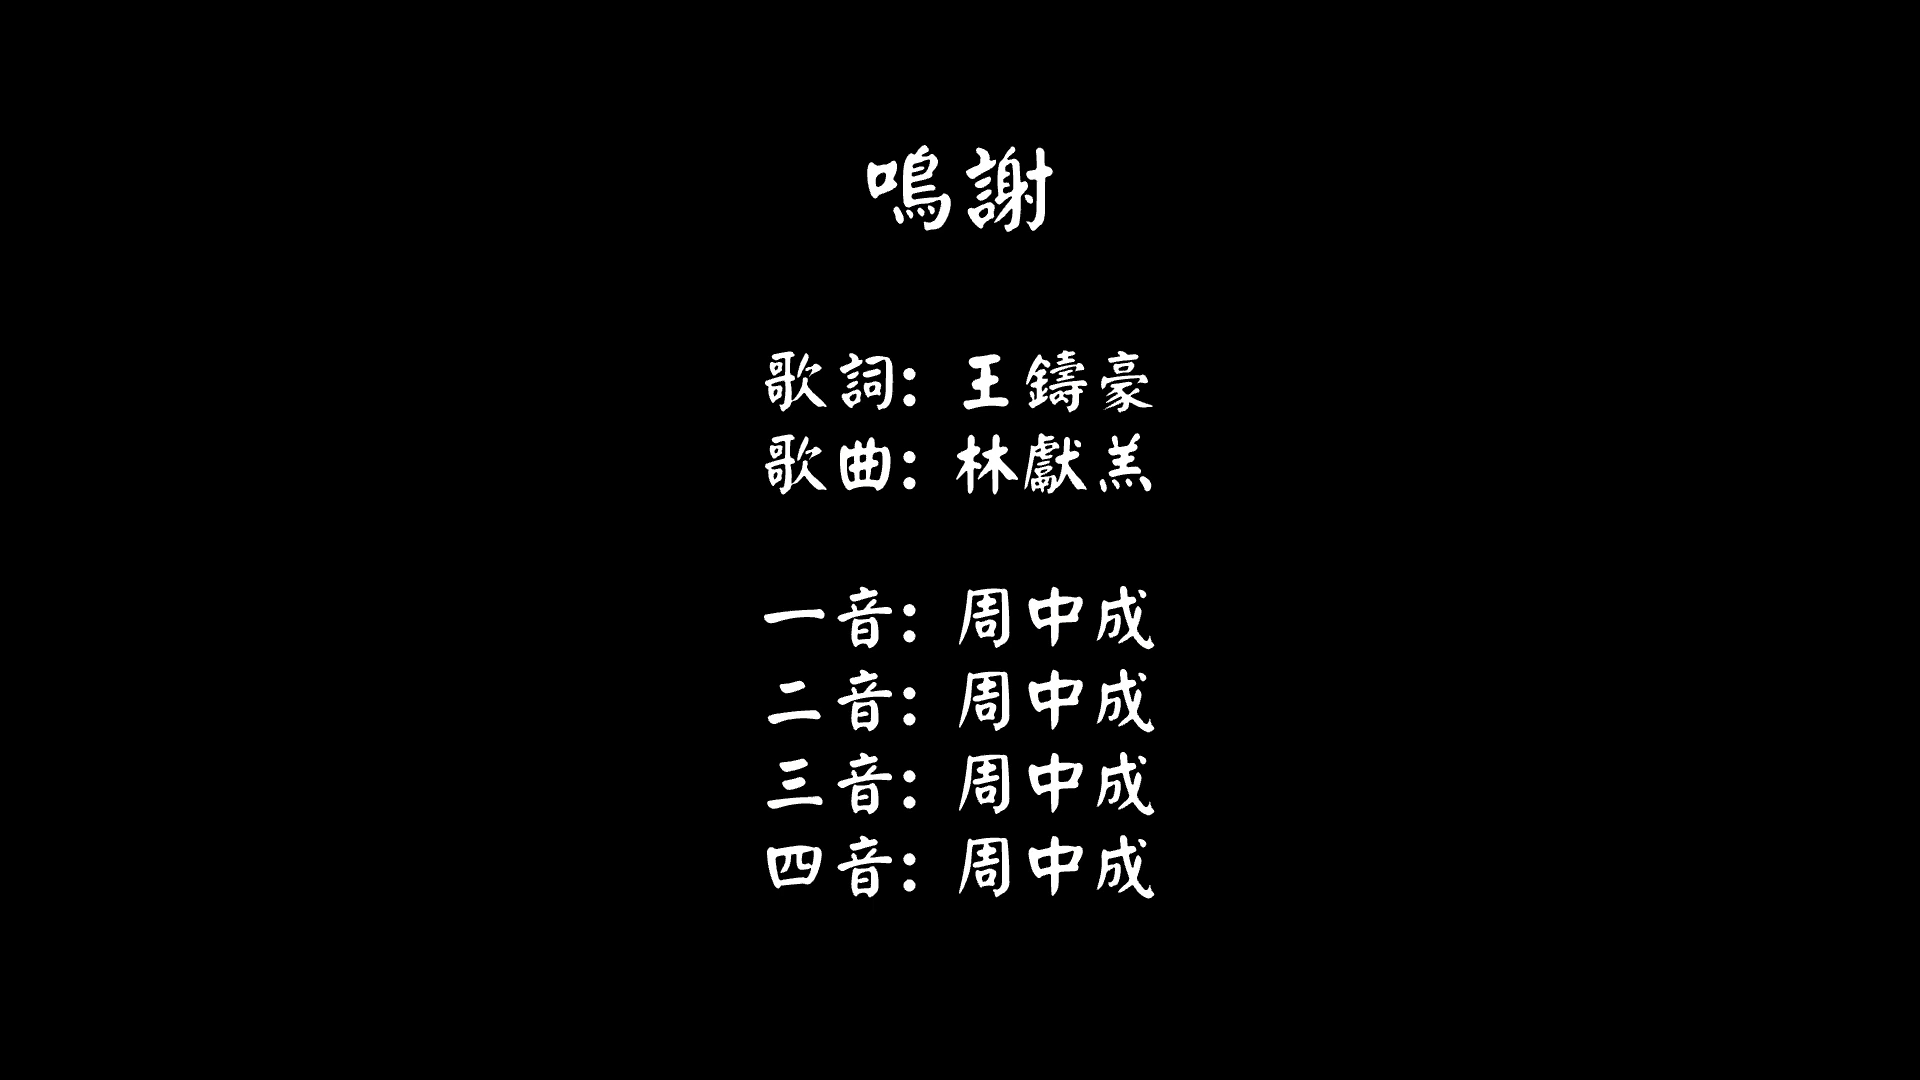 鳴謝
歌詞: 王鑄豪
歌曲: 林獻羔
一音: 周中成
二音: 周中成
三音: 周中成
四音: 周中成